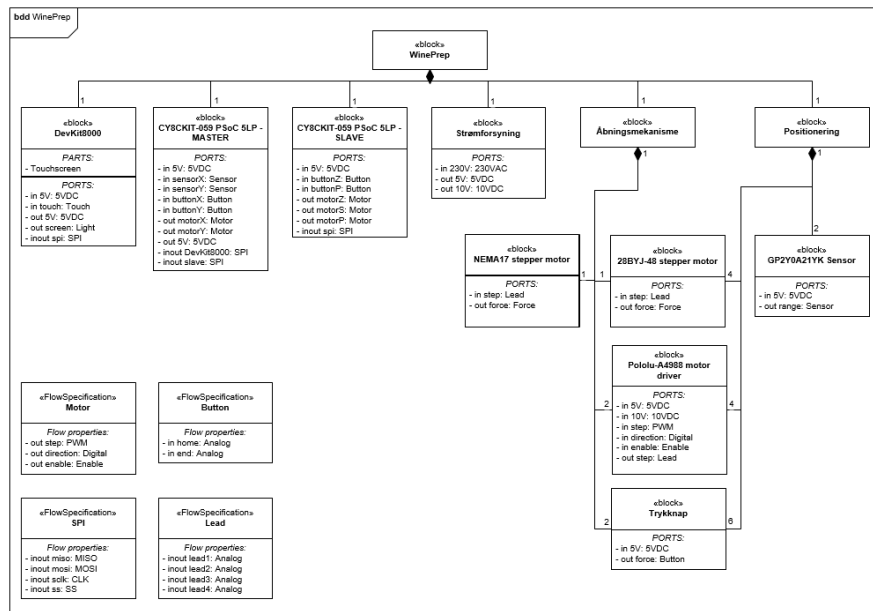 bdd WinePrep
«block»
WinePrep
1
1
1
1
1
1
«block»
DevKit8000
PARTS:
- Touchscreen
PORTS:
- in 5V: 5VDC
- in touch: Touch
- out 5V: 5VDC
- out screen: Light
- inout spi: SPI
«block»
CY8CKIT-059 PSoC 5LP -
MASTER
PORTS:
- in 5V: 5VDC
- in sensorX: Sensor
- in sensorY: Sensor
- in buttonX: Button
- in buttonY: Button
- out motorX: Motor
- out motorY: Motor
- out 5V: 5VDC
- inout DevKit8000: SPI
- inout slave: SPI
«block»
CY8CKIT-059 PSoC 5LP -
SLAVE
PORTS:
- in 5V: 5VDC
- in buttonZ: Button
- in buttonP: Button
- out motorZ: Motor
- out motorS: Motor
- out motorP: Motor
- inout spi: SPI
«block»
Strømforsyning
PORTS:
- in 230V: 230VAC
- out 5V: 5VDC
- out 10V: 10VDC
«block»
Åbningsmekanisme
1
«block»
Positionering
1
«block»
NEMA17 stepper motor
PORTS:
- in step: Lead
- out force: Force
1
1
«block»
28BYJ-48 stepper motor
PORTS:
- in step: Lead
- out force: Force
4
2
«block»
GP2Y0A21YK Sensor
PORTS:
- in 5V: 5VDC
- out range: Sensor
«block»
Pololu-A4988 motor
driver
PORTS:
- in 5V: 5VDC
- in 10V: 10VDC
- in step: PWM
- in direction: Digital
- in enable: Enable
- out step: Lead
2
4
«block»
Trykknap
PORTS:
- in 5V: 5VDC
- out force: Button
2
6
«FlowSpecification»
Motor
Flow properties:
- out step: PWM
- out direction: Digital
- out enable: Enable
«FlowSpecification»
Button
Flow properties:
- in home: Analog
- in end: Analog
«FlowSpecification»
SPI
Flow properties:
- inout miso: MISO
- inout mosi: MOSI
- inout sclk: CLK
- inout ss: SS
«FlowSpecification»
Lead
Flow properties:
- inout lead1: Analog
- inout lead2: Analog
- inout lead3: Analog
- inout lead4: Analog